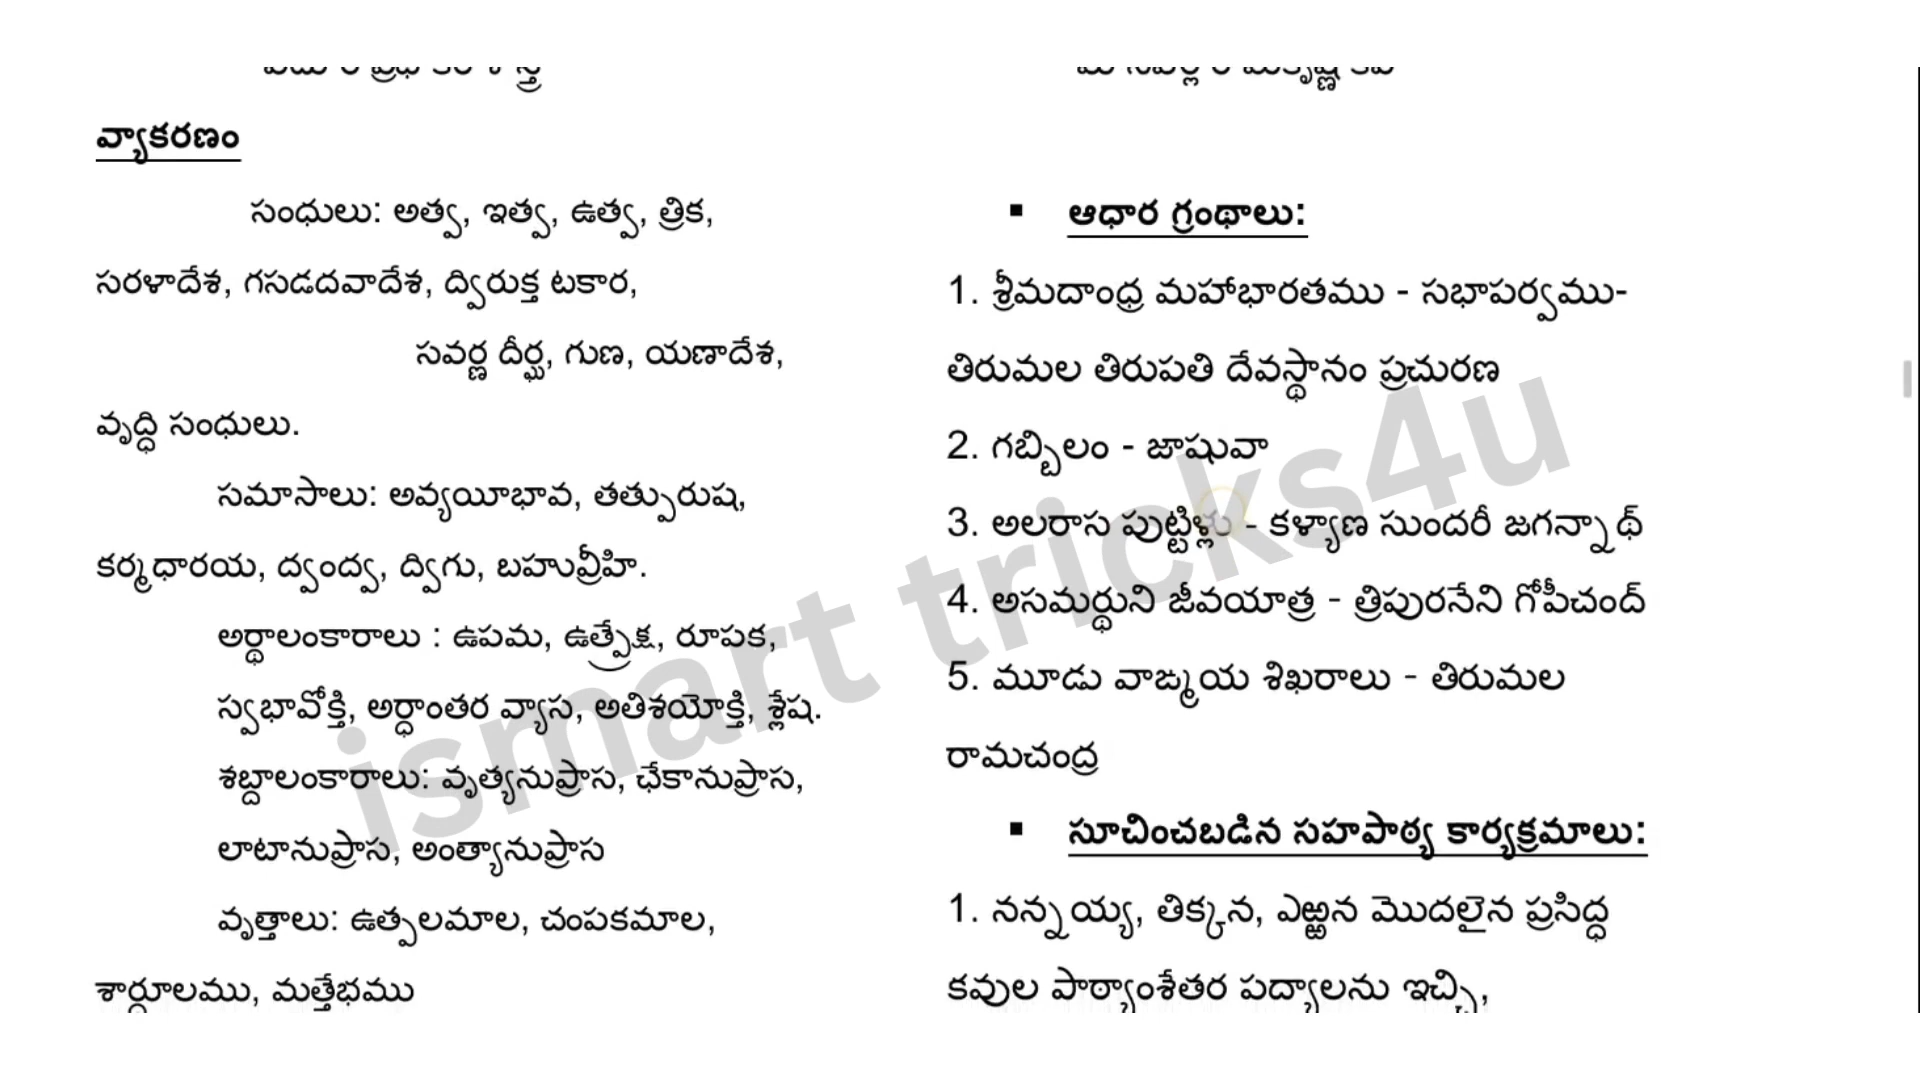 వ్యాకరణం
సంధులు: అత్వ, ఇత్వ, ఉత్వ, త్రిక,
సరళాదేశ, గసడదవాదేశ, ద్విరుక్త టకార,
సవర్ణ దీర్ఘ, గుణ, యణాదేశ,
వృద్ధి సంధులు.
సమాసాలు: అవ్యయీభావ, తత్పురుష,
కర్మధారయ, ద్వంద్వ, ద్విగు, బహువ్రీహి.
అర్థాలంకారాలు : ఉపమ, ఉత్ప్రేక్ష, రూపక,
స్వభావోక్తి, అర్ధాంతర వ్యాస, అతిశయోక్తి, శ్లేష.
శబ్దాలంకారాలు: వృత్యనుప్రాస, ఛేకానుప్రాస,
లాటానుప్రాస, అంత్యానుప్రాస
వృత్తాలు: ఉత్పలమాల, చంపకమాల,
శార్దూలము, మత్తేభము
▪ ఆధార గ్రంథాలు:
1. శ్రీమదాంధ్ర మహాభారతము - సభాపర్వము-
తిరుమల తిరుపతి దేవస్థానం ప్రచురణ
2. గబ్బిలం - జాషువా
3. అలరాస పుట్టిళ్లు - కళ్యాణ సుందరీ జగన్నాథ్
4. అసమర్థుని జీవయాత్ర - త్రిపురనేని గోపీచంద్
5. మూడు వాఙ్మయ శిఖరాలు - తిరుమల
రామచంద్ర
▪ సూచించబడిన సహపాఠ్య కార్యక్రమాలు:
1. నన్నయ్య, తిక్కన, ఎఱ్ఱన మొదలైన ప్రసిద్ధ
కవుల పాఠ్యాంశేతర పద్యాలను ఇచ్చి,
ismart tricks4u